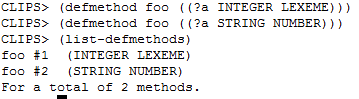 CLIPS> (defmethod foo ((?a INTEGER LEXEME)))
CLIPS> (defmethod foo ((?a STRING NUMBER)))
CLIPS> (list-defmethods)
foo #1  (INTEGER LEXEME)
foo #2  (STRING NUMBER)
For a total of 2 methods.